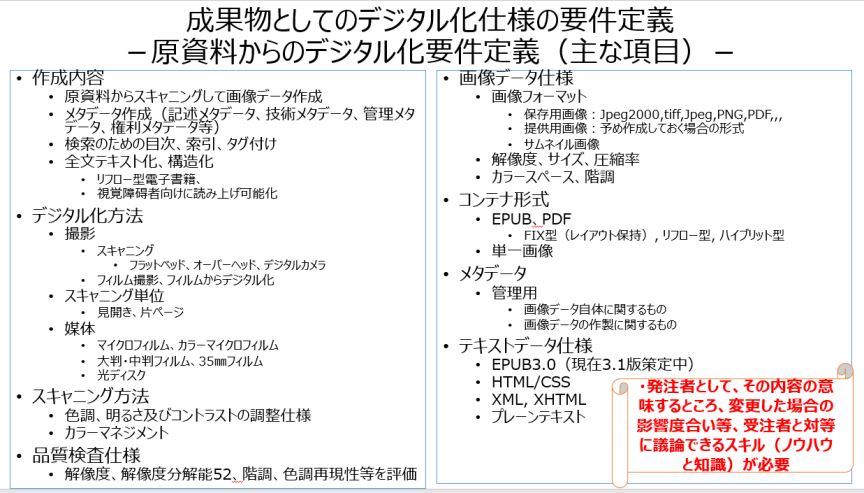 成果物としてのデジタル化仕様の要件定義
－原資料からのデジタル化要件定義（主な項目）－
• 作成内容
• 原資料からスキャニングして画像データ作成
• メタデータ作成（記述メタデータ、技術メタデータ、管理メタ
データ、権利メタデータ等）
• 検索のための目次、索引、タグ付け
• 全文テキスト化、構造化
• リフロー型電子書籍、
• 視覚障碍者向けに読み上げ可能化
• デジタル化方法
• 撮影
• スキャニング
• フラットベッド、オーバーヘッド、デジタルカメラ
• フィルム撮影、フィルムからデジタル化
• スキャニング単位
• 見開き、片ページ
• 媒体
• マイクロフィルム、カラーマイクロフィルム
• 大判・中判フィルム、35㎜フィルム
• 光ディスク
• スキャニング方法
• 色調、明るさ及びコントラストの調整仕様
• カラーマネジメント
• 品質検査仕様
• 解像度、解像度分解能52、、階調、色調再現性等を評価
• 画像データ仕様
• 画像フォーマット
• 保存用画像：Jpeg2000,tiff,Jpeg,PNG,PDF,,,
• 提供用画像：予め作成しておく場合の形式
• サムネイル画像
• 解像度、サイズ、圧縮率
• カラースペース、階調
• コンテナ形式
• EPUB、PDF
• FIX型（レイアウト保持）, リフロー型, ハイブリット型
• 単一画像
• メタデータ
• 管理用
• 画像データ自体に関するもの
• 画像データの作製に関するもの
• テキストデータ仕様
• EPUB3.0（現在3.1版策定中）
• HTML/CSS
• XML, XHTML
• プレーンテキスト
・発注者として、その内容の意
味するところ、変更した場合の
影響度合い等、受注者と対等
に議論できるスキル（ノウハウ
と知識）が必要